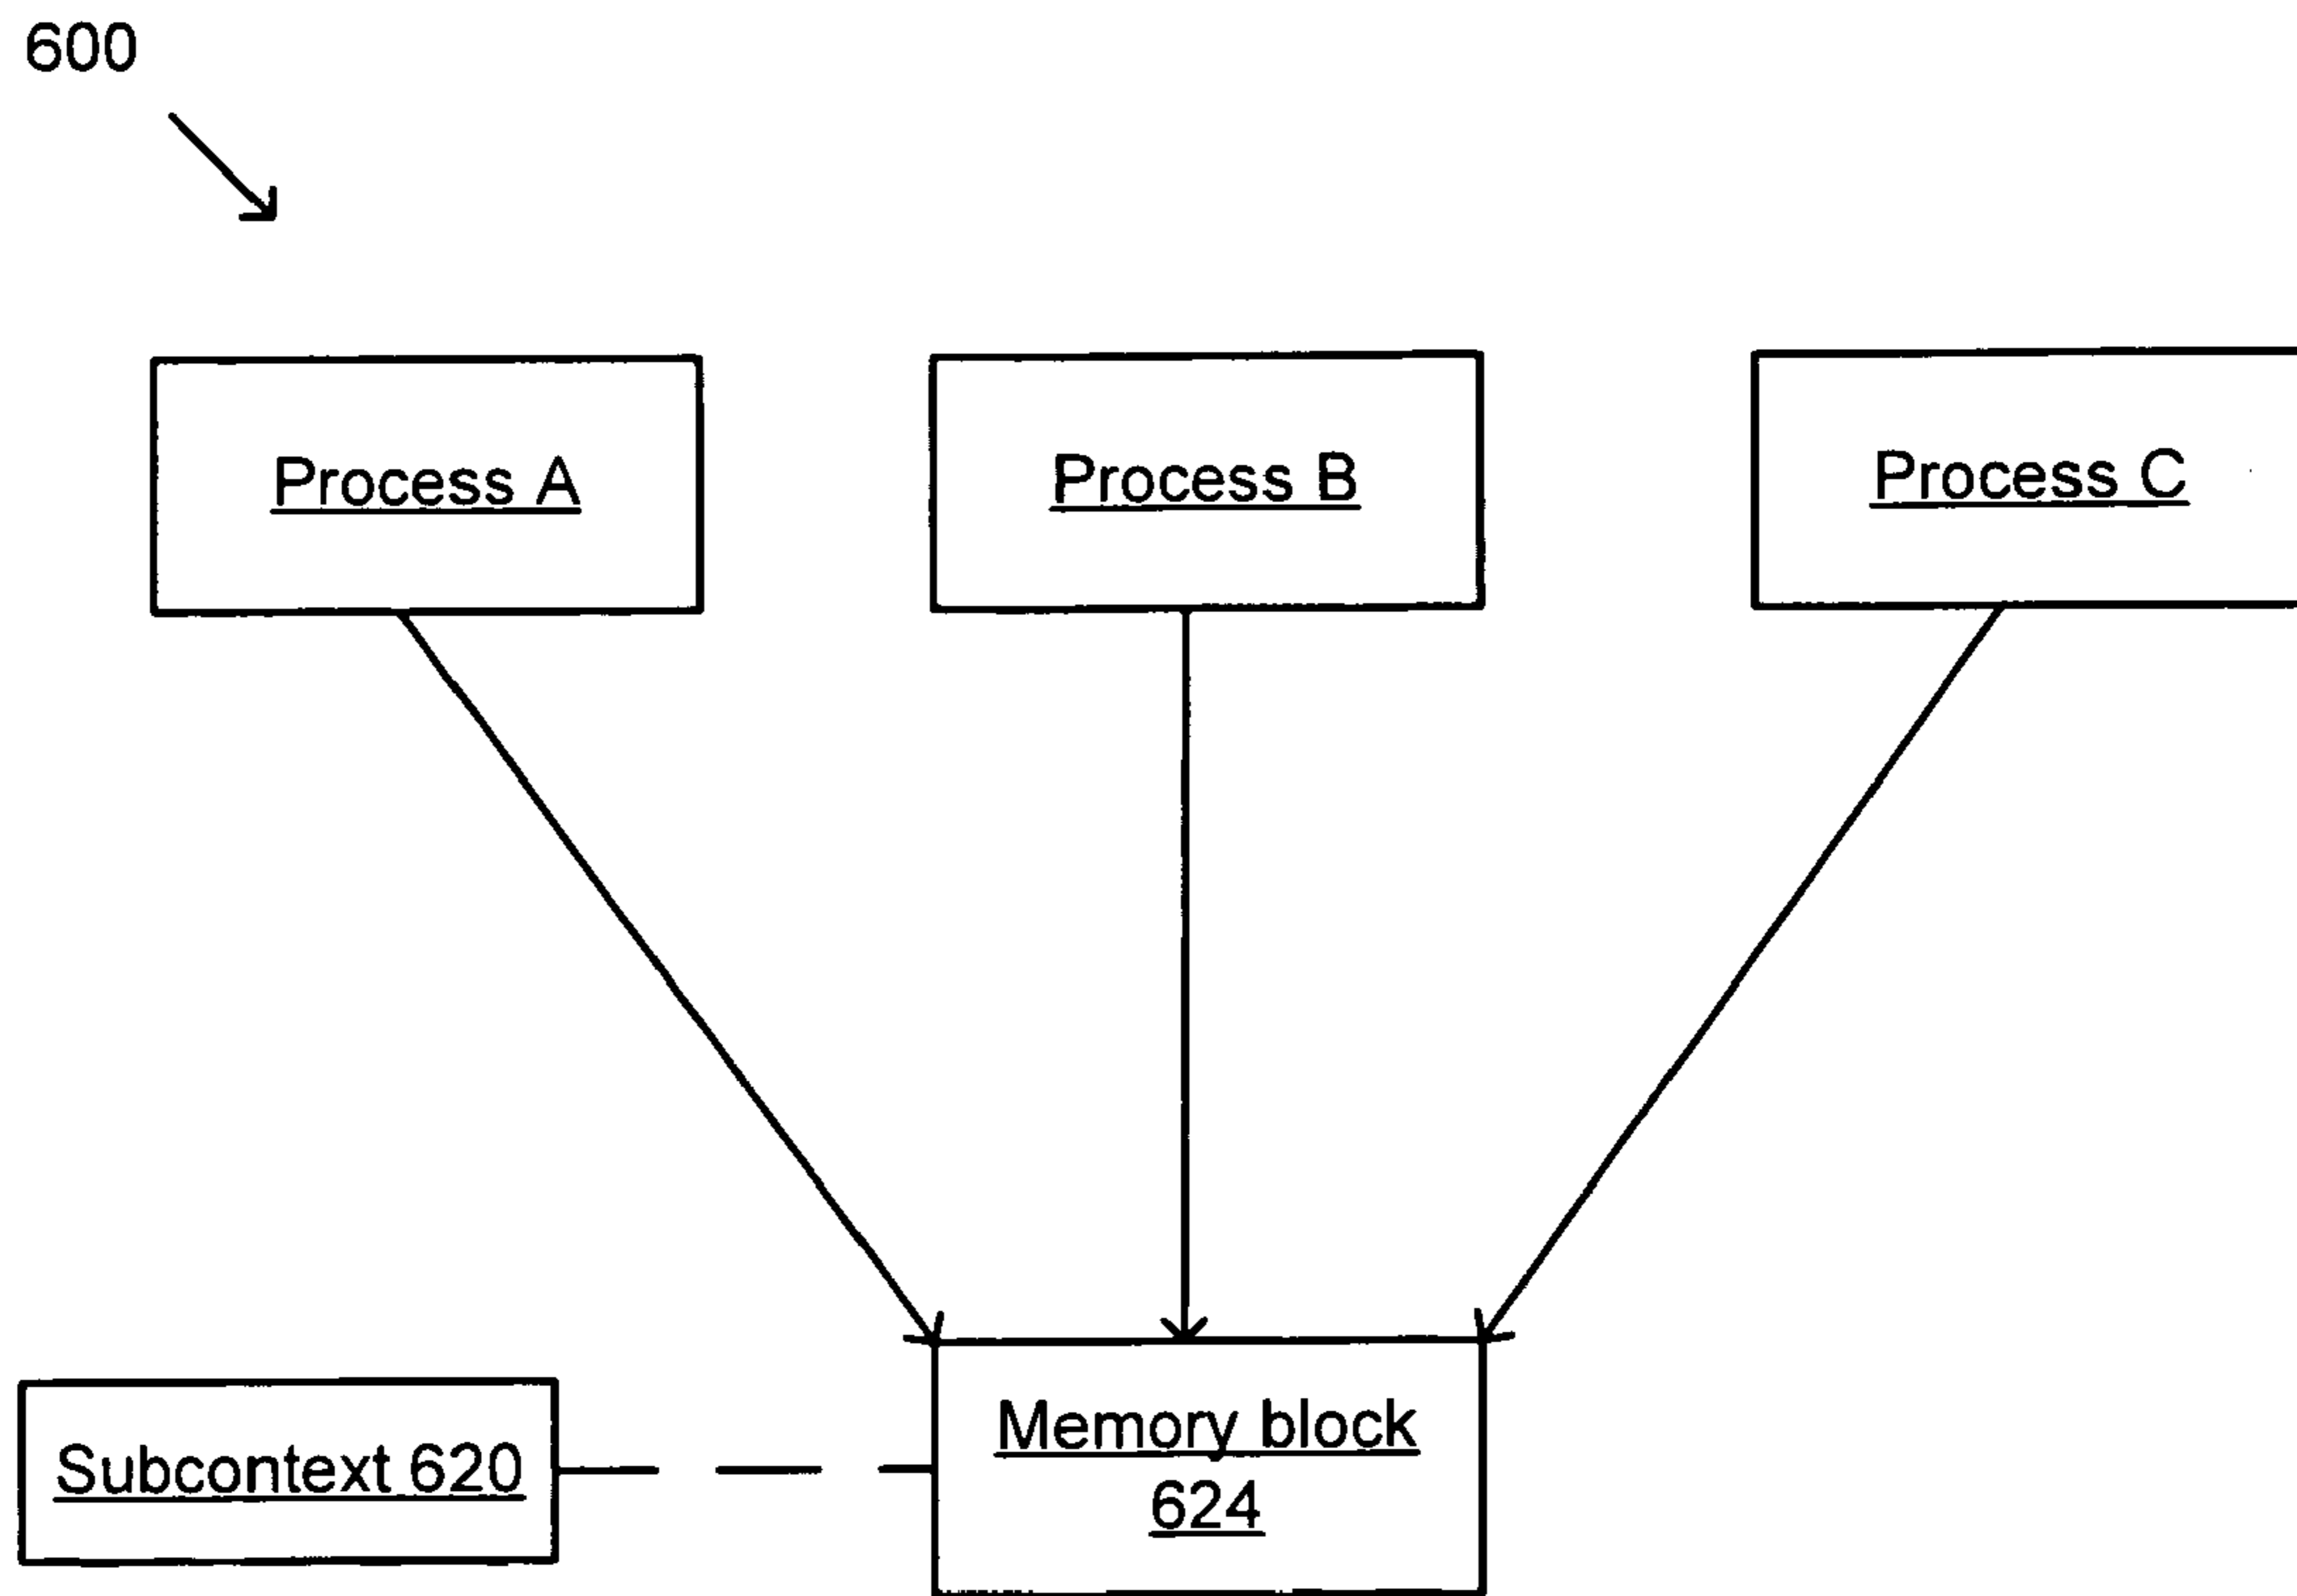 600
Process A
Process B
Process C
Subcontext 620
Memory block
624